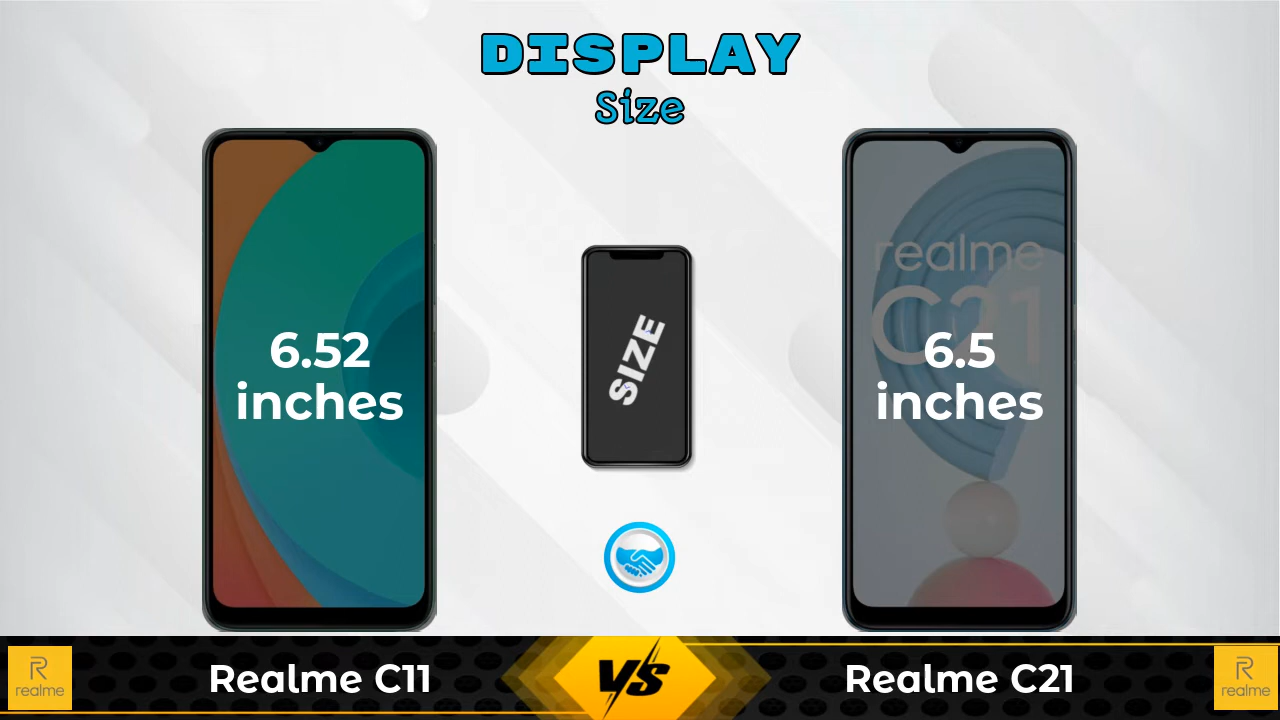 DISPLAY
Size
6.52
inches
SIZE
realme
C21
6.5
inches
R
realme
Realme C11
VS
Realme C21
R
realme